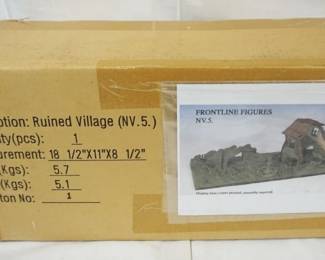 ption: Ruined Village (NV.5.)
ty(pcs): 1
urement: 18 1/2"X11"X8 1/2"
(Kgs): 5.7
(Kgs): 5.1
ton No: 1
FRONTLINE FIGURES
NV.5.